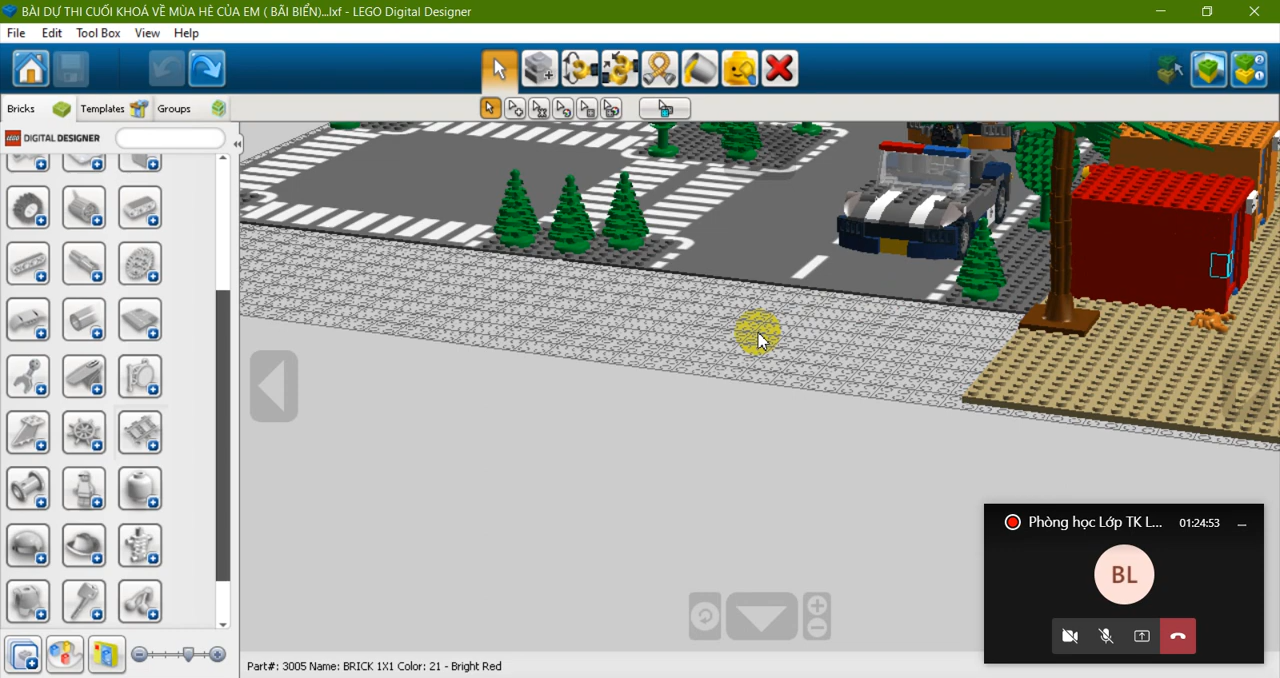 BÀI DỰ THI CUỐI KHOÁ VỀ MÙA HÈ CỦA EM ( BÃI BIỂN)...lxf - LEGO Digital Designer
File Edit Tool Box View Help
Bricks Templates Groups
LEGO DIGITAL DESIGNER
Phòng học Lớp TK L... 01:24:53
BL
Part#: 3005 Name: BRICK 1X1 Color: 21 - Bright Red